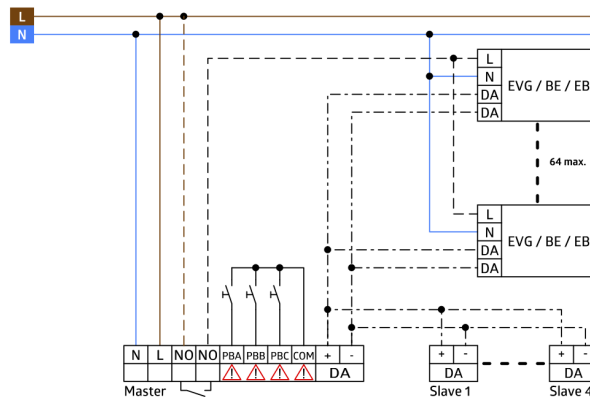 L
N
L
N
DA
DA
EVG / BE / EB
64 max.
L
N
DA
DA
EVG / BE / EB
N L NO NO PBA PBB PBC COM + -
DA
Master
+ -
DA
Slave 1
+ -
DA
Slave 4